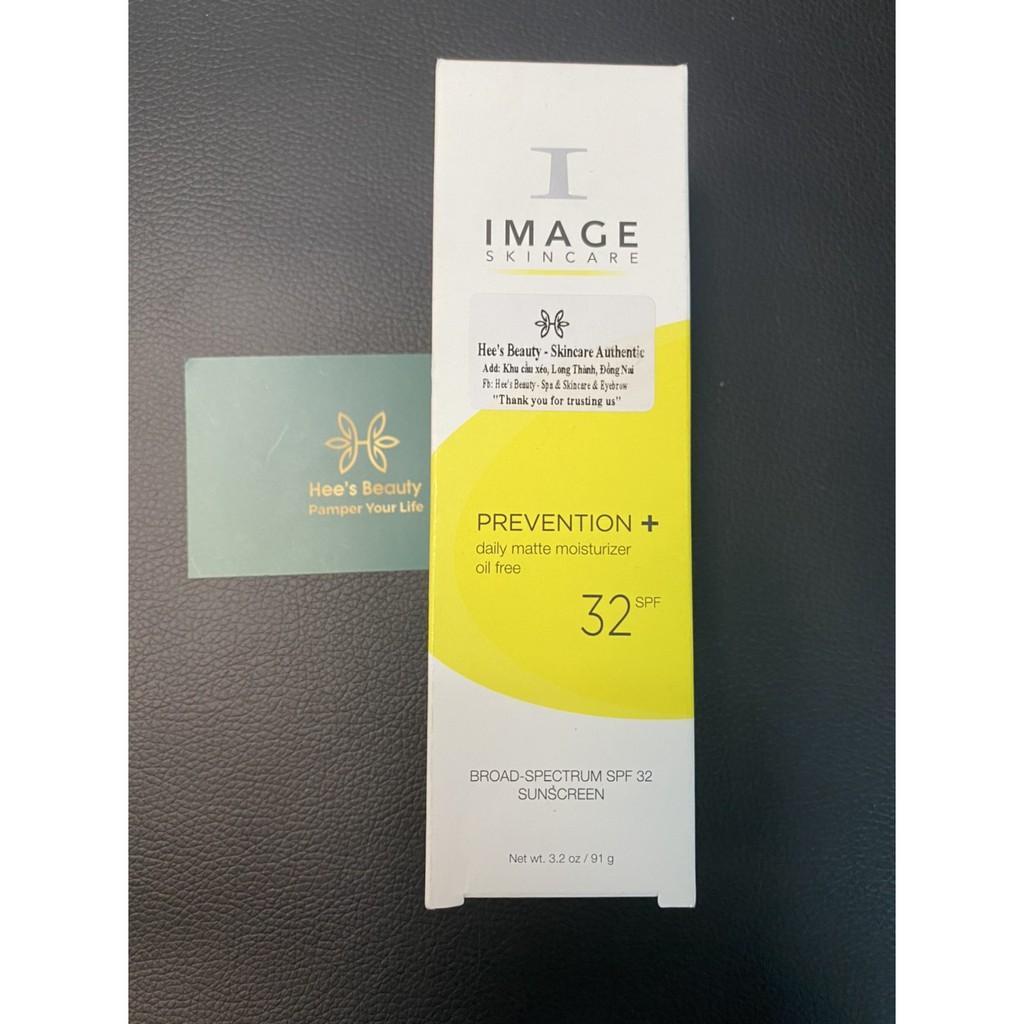 I
IMAGE
SKINCARE
Hee's Beauty - Skincare Authentic
Add: Khu cầu xéo, Long Thành, Đồng Nai
Fb: Hee's Beauty - Spa & Skincare & Eyebrow
"Thank you for trusting us"
Hee's Beauty
Pamper Your Life
PREVENTION +
daily matte moisturizer
oil free
32 SPF
BROAD-SPECTRUM SPF 32
SUNSCREEN
Net wt. 3.2 oz / 91 g